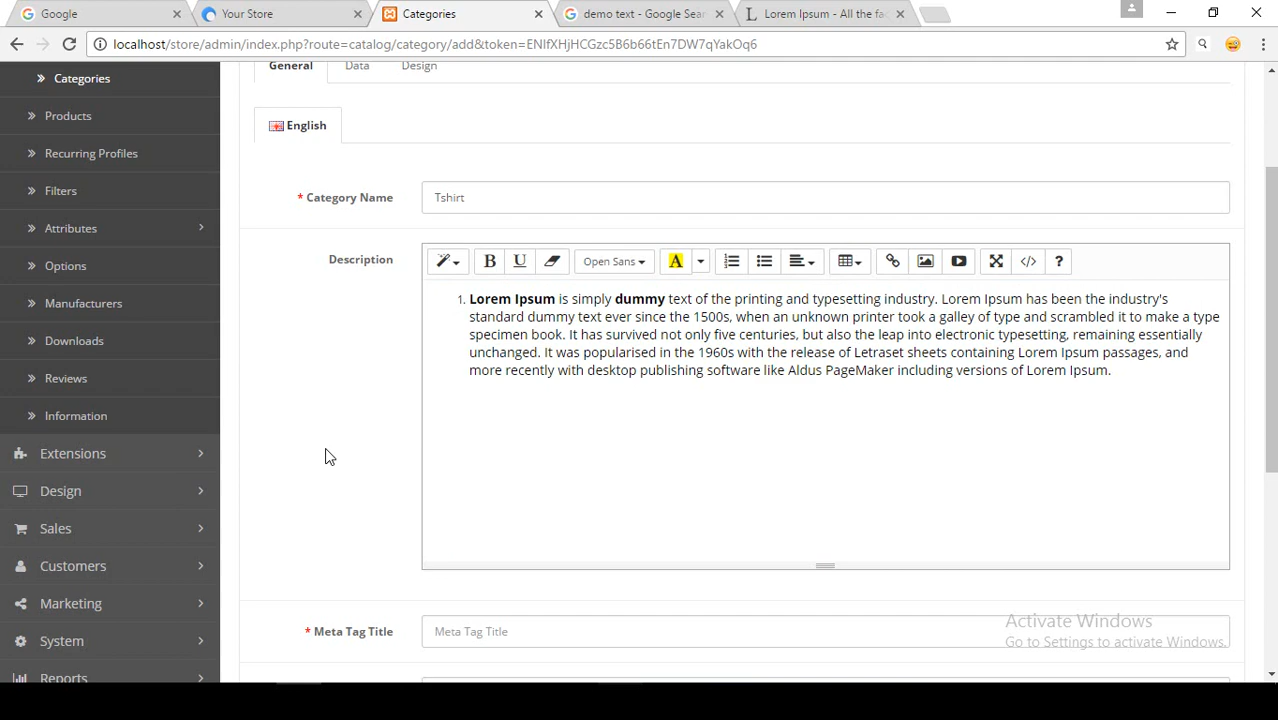 Google
Your Store
Categories
demo text - Google Sear
Lorem Ipsum - All the fa
localhost/store/admin/index.php?route=catalog/category/add&token=ENIfXHjHCGzc5B6b66tEn7DW7qYakOq6
Categories
Products
Recurring Profiles
Filters
Attributes
Options
Manufacturers
Downloads
Reviews
Information
Extensions
Design
Sales
Customers
Marketing
System
Reports
General
Data
Design
English
* Category Name
Tshirt
Description
B
U
Open Sans
A
</>
?
1. Lorem Ipsum is simply dummy text of the printing and typesetting industry. Lorem Ipsum has been the industry's
standard dummy text ever since the 1500s, when an unknown printer took a galley of type and scrambled it to make a type
specimen book. It has survived not only five centuries, but also the leap into electronic typesetting, remaining essentially
unchanged. It was popularised in the 1960s with the release of Letraset sheets containing Lorem Ipsum passages, and
more recently with desktop publishing software like Aldus PageMaker including versions of Lorem Ipsum.
* Meta Tag Title
Meta Tag Title
Activate Windows
Go to Settings to activate Windows.